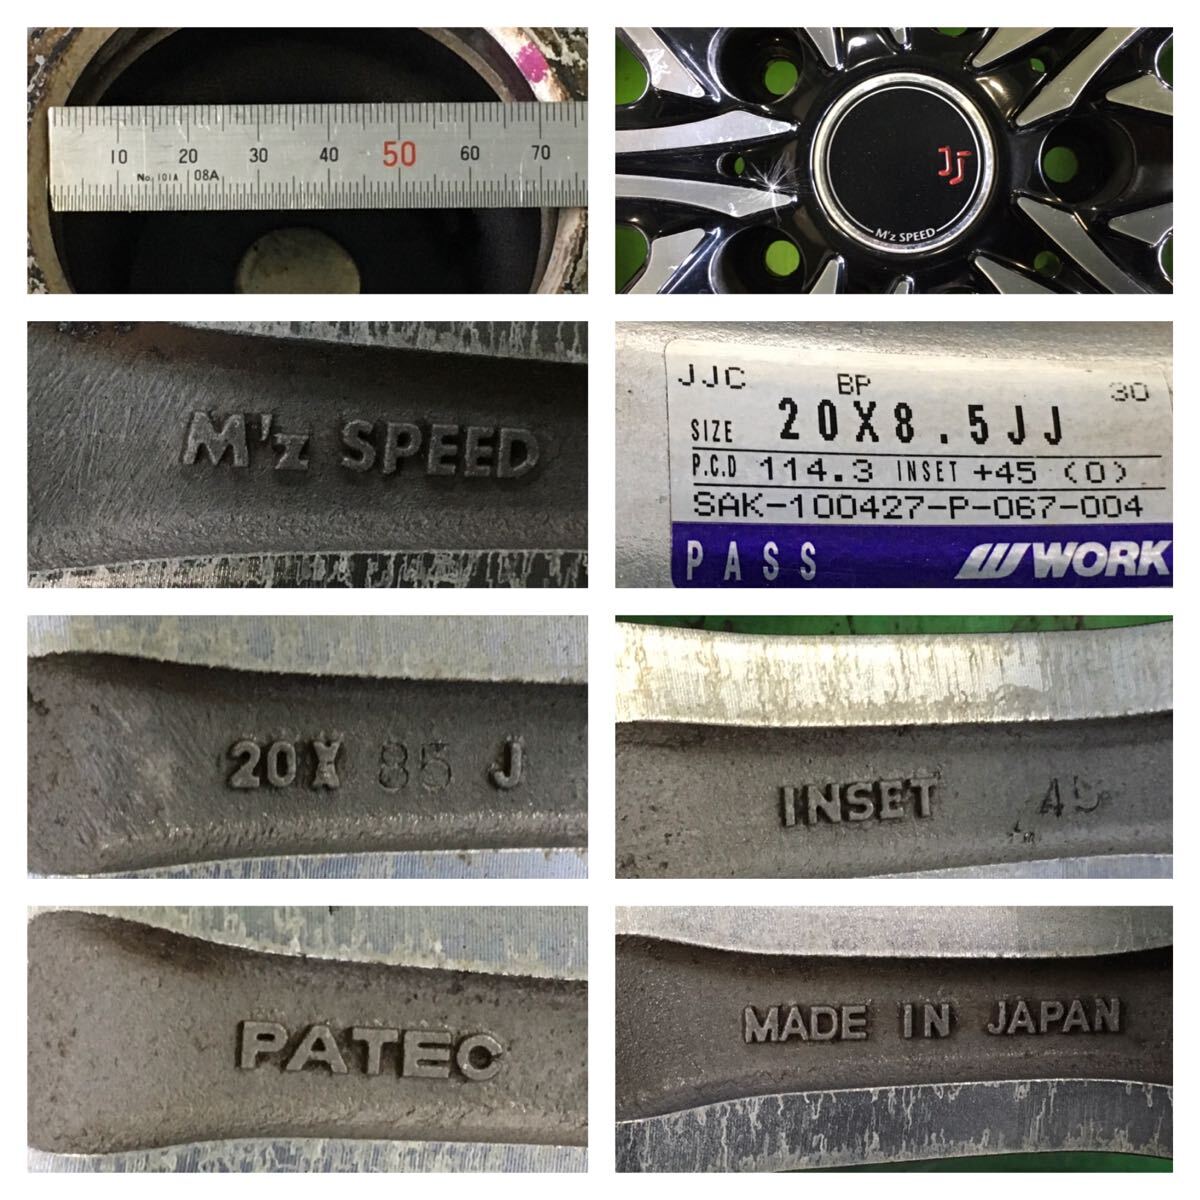 10 20 30 40 50 60 70
No. 101A 08A
JJ
M'z SPEED
M'z SPEED
JJC BP 30
SIZE 20X8.5JJ
P.C.D 114.3 INSET +45 (0)
SAK-100427-P-067-004
PASS WORK
20X 85 J
INSET 45
PATEC
MADE IN JAPAN